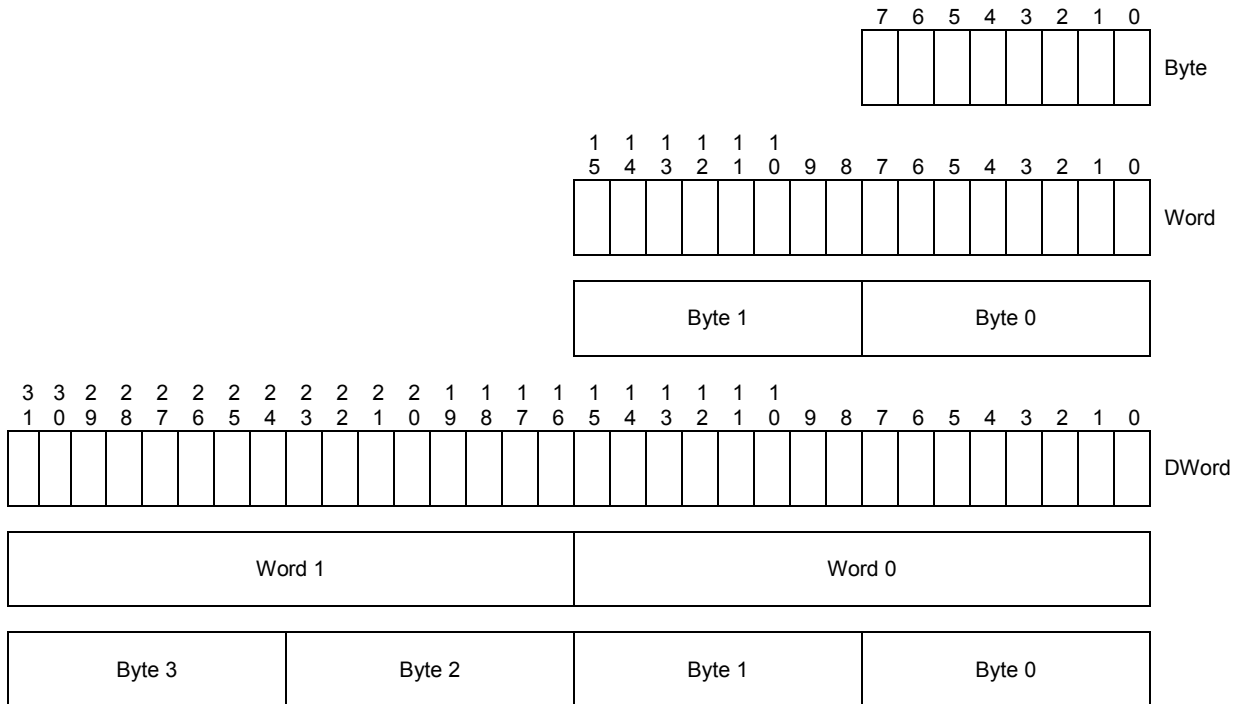 7 6 5 4 3 2 1 0
Byte
1 1 1 1 1 1
5 4 3 2 1 0 9 8 7 6 5 4 3 2 1 0
Word
Byte 1 Byte 0
3 3 2 2 2 2 2 2 2 2 2 2 1 1 1 1 1 1 1 1 1 1
1 0 9 8 7 6 5 4 3 2 1 0 9 8 7 6 5 4 3 2 1 0 9 8 7 6 5 4 3 2 1 0
DWord
Word 1 Word 0
Byte 3 Byte 2 Byte 1 Byte 0